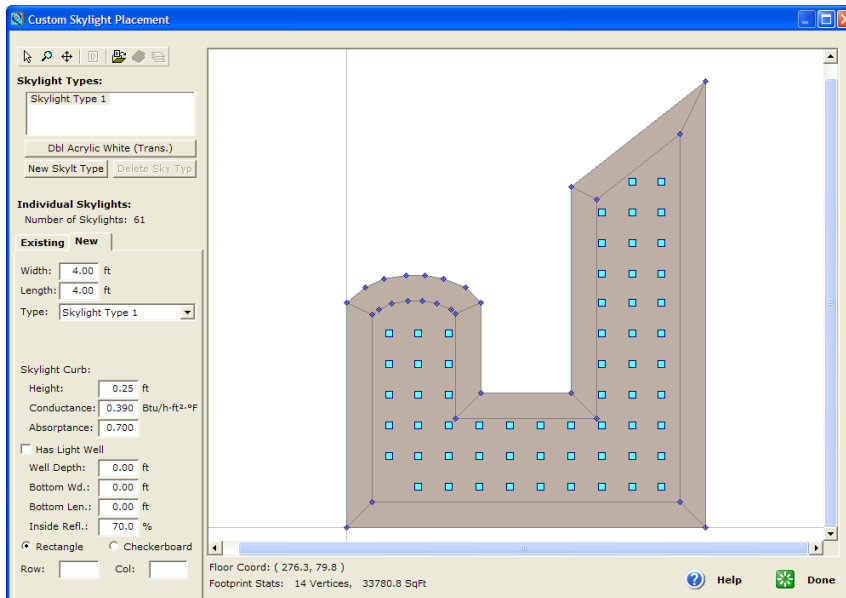 Custom Skylight Placement
Skylight Types:
Skylight Type 1
Dbl Acrylic White (Trans.)
New Skylt Type
Delete Sky Typ
Individual Skylights:
Number of Skylights: 61
Existing New
Width: 4.00 ft
Length: 4.00 ft
Type: Skylight Type 1
Skylight Curb:
Height: 0.25 ft
Conductance: 0.390 Btu/h·ft²·°F
Absorptance: 0.700
Has Light Well
Well Depth: 0.00 ft
Bottom Wd.: 0.00 ft
Bottom Len.: 0.00 ft
Inside Refl.: 70.0 %
Rectangle Checkerboard
Row: Col:
Floor Coord: ( 276.3, 79.8 )
Footprint Stats: 14 Vertices, 33780.8 SqFt
Help
Done